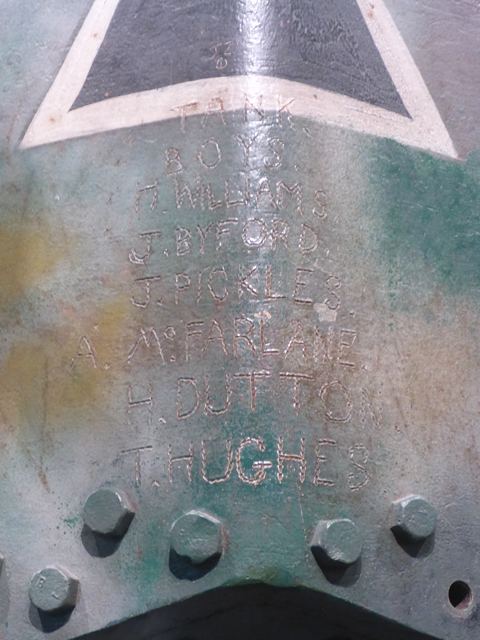 TANK
BOYS.
H. WILLIAMS
J. BYFORD.
J. PICKLES.
A. McFARLANE.
H. DUTTON
T. HUGHES